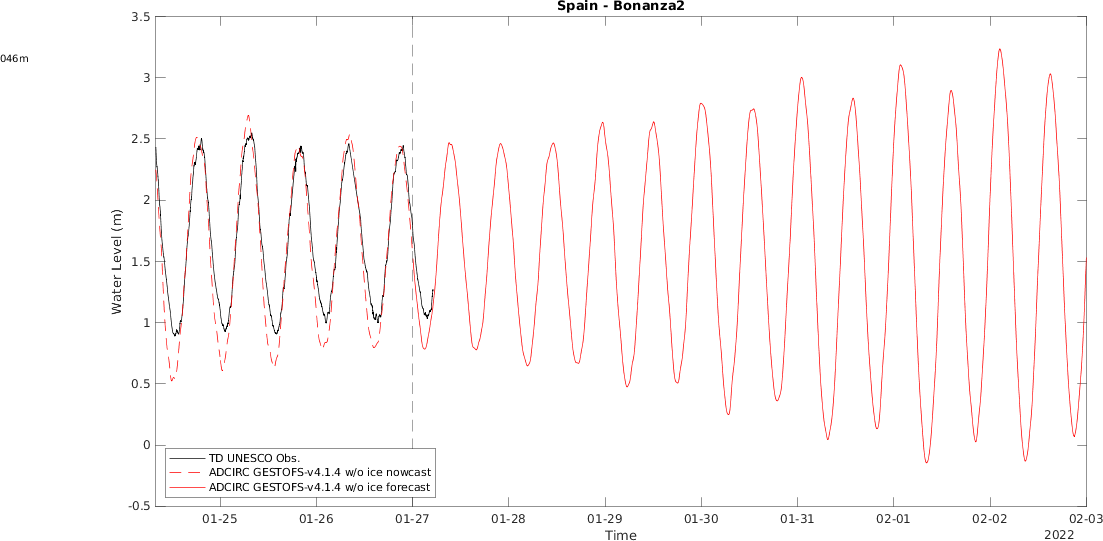 Spain - Bonanza2
046m
3.5
3
2.5
2
1.5
1
0.5
0
-0.5
Water Level (m)
TD UNESCO Obs.
ADCIRC GESTOFS-v4.1.4 w/o ice nowcast
ADCIRC GESTOFS-v4.1.4 w/o ice forecast
01-25 01-26 01-27 01-28 01-29 01-30 01-31 02-01 02-02 02-03
Time
2022